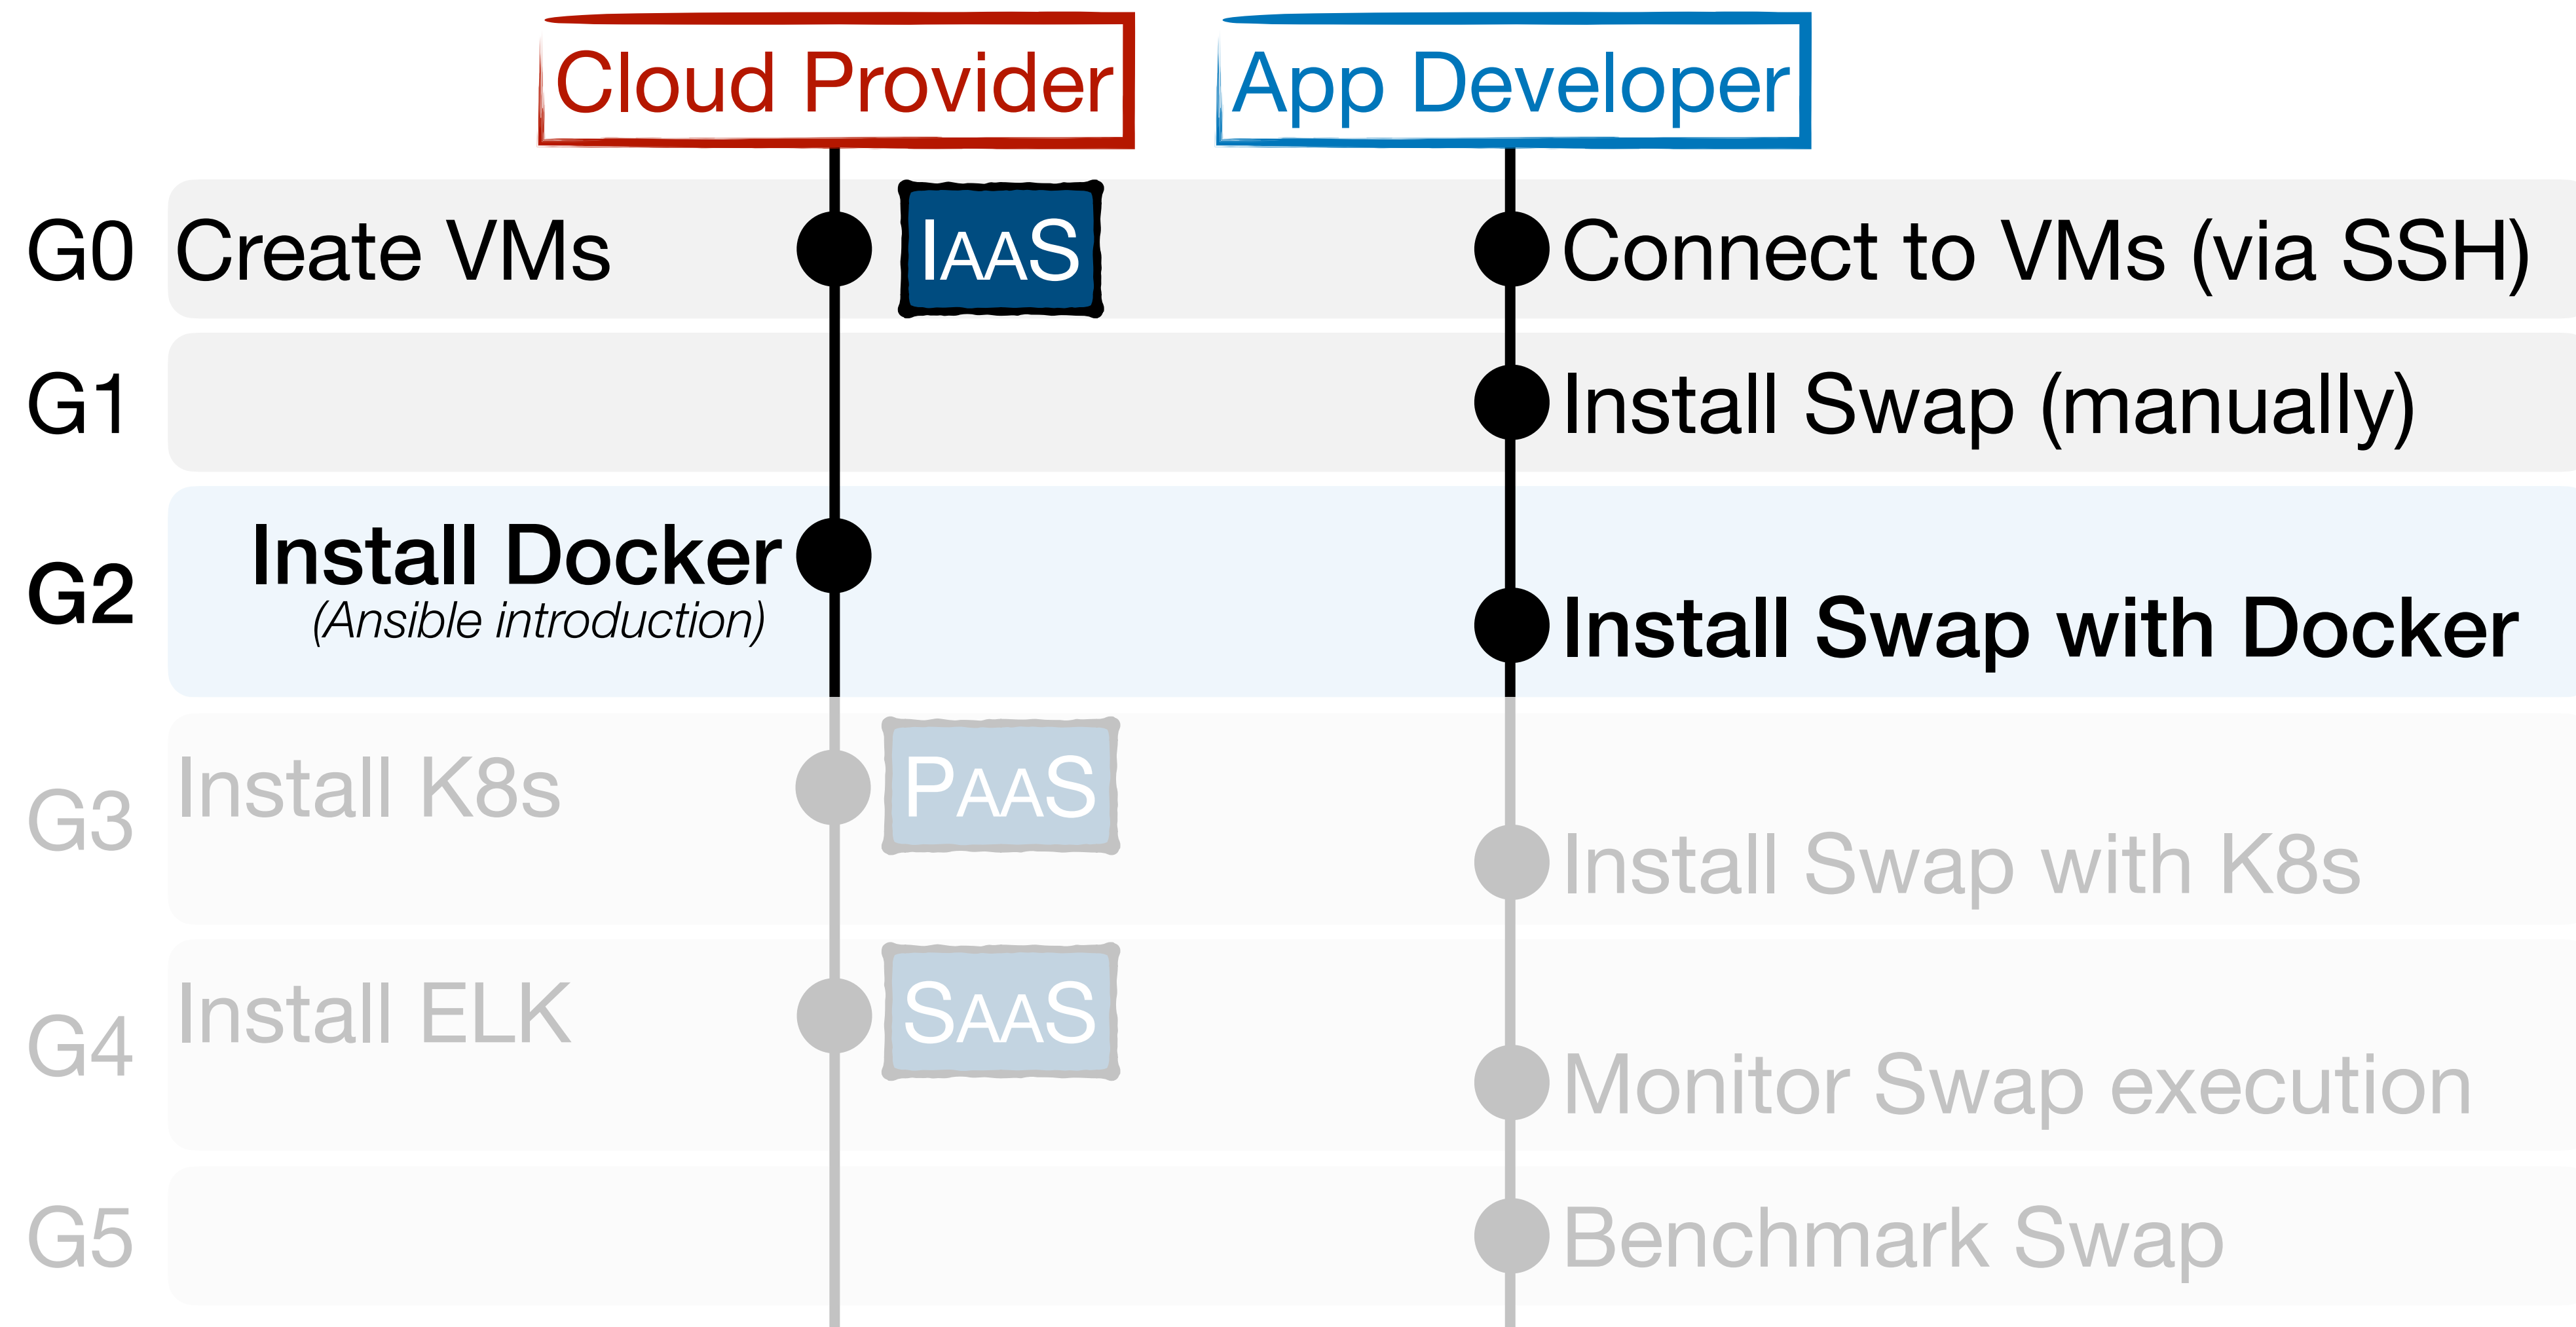 Cloud Provider
App Developer
G0
Create VMs
IAAS
Connect to VMs (via SSH)
G1
Install Swap (manually)
G2
Install Docker
(Ansible introduction)
Install Swap with Docker
G3
Install K8s
PAAS
Install Swap with K8s
G4
Install ELK
SAAS
Monitor Swap execution
G5
Benchmark Swap